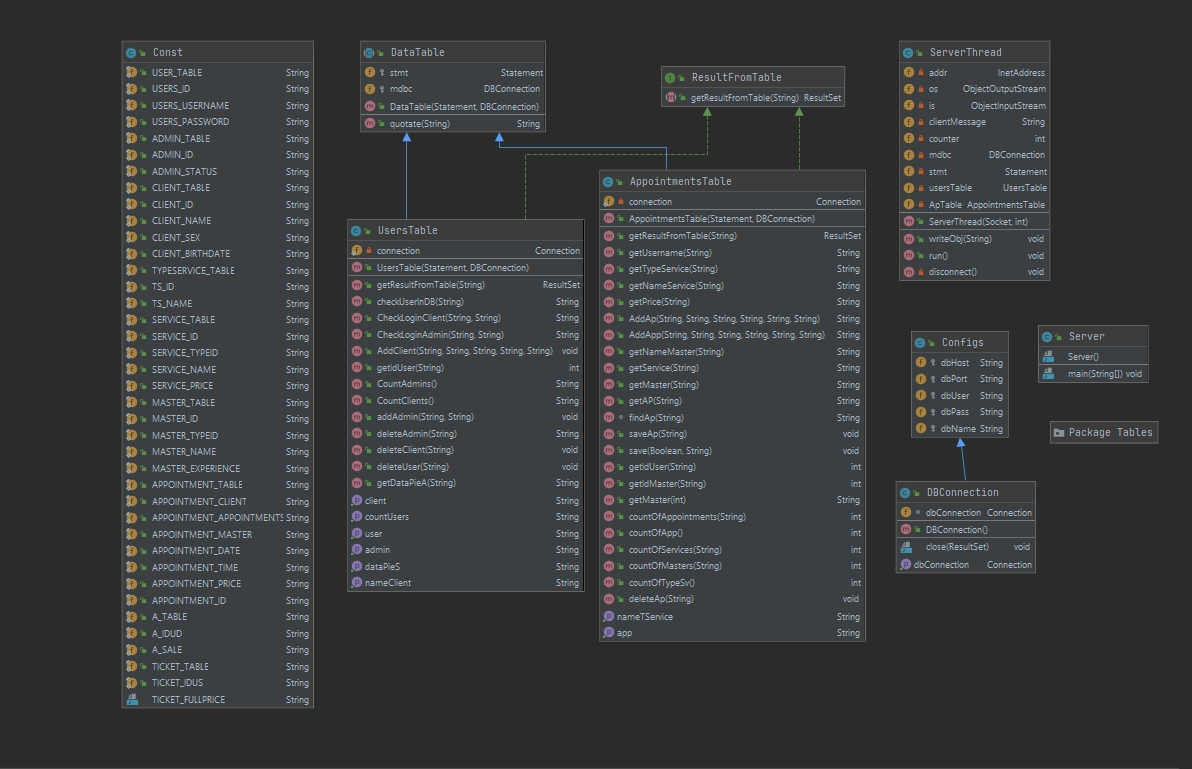 Const
USER_TABLE String
USERS_ID String
USERS_USERNAME String
USERS_PASSWORD String
ADMIN_TABLE String
ADMIN_ID String
ADMIN_STATUS String
CLIENT_TABLE String
CLIENT_ID String
CLIENT_NAME String
CLIENT_SEX String
CLIENT_BIRTHDATE String
TYPESERVICE_TABLE String
TS_ID String
TS_NAME String
SERVICE_TABLE String
SERVICE_ID String
SERVICE_TYPEID String
SERVICE_NAME String
SERVICE_PRICE String
MASTER_TABLE String
MASTER_ID String
MASTER_TYPEID String
MASTER_NAME String
MASTER_EXPERIENCE String
APPOINTMENT_TABLE String
APPOINTMENT_CLIENT String
APPOINTMENT_APPOINTMENTS String
APPOINTMENT_MASTER String
APPOINTMENT_DATE String
APPOINTMENT_TIME String
APPOINTMENT_PRICE String
APPOINTMENT_ID String
A_TABLE String
A_IDUD String
A_SALE String
TICKET_TABLE String
TICKET_IDUS String
TICKET_FULLPRICE String
DataTable
stmt Statement
mdbc DBConnection
DataTable(Statement, DBConnection)
quotate(String) String
ResultFromTable
getResultFromTable(String) ResultSet
UsersTable
connection Connection
UsersTable(Statement, DBConnection)
getResultFromTable(String) ResultSet
checkUserInDB(String) String
CheckLoginClient(String, String) String
CheckLoginAdmin(String, String) String
AddClient(String, String, String, String, String) void
getIdUser(String) int
CountAdmins() String
CountClients() String
addAdmin(String, String) void
deleteAdmin(String) void
deleteClient(String) void
deleteUser(String) void
getDataPieA(String) String
client String
countUsers String
user String
admin String
dataPieS String
nameClient String
AppointmentsTable
connection Connection
AppointmentsTable(Statement, DBConnection)
getResultFromTable(String) ResultSet
getUsername(String) String
getTypeService(String) String
getNameService(String) String
getPrice(String) String
AddAp(String, String, String, String, String, String) String
AddApp(String, String, String, String, String, String) String
getNameMaster(String) String
getService(String) String
getMaster(String) String
getAP(String) String
findAp(String) String
saveAp(String) void
save(Boolean, String) void
getIdUser(String) int
getIdMaster(String) int
getMaster(int) String
countOfAppointments(String) int
countOfApp() int
countOfServices(String) int
countOfMasters(String) int
countOfTypeSv() int
deleteAp(String) void
nameTService String
app String
ServerThread
addr InetAddress
os ObjectOutputStream
is ObjectInputStream
clientMessage String
counter int
mdbc DBConnection
stmt Statement
usersTable UsersTable
ApTable AppointmentsTable
ServerThread(Socket, int)
writeObj(String) void
run() void
disconnect() void
Configs
dbHost String
dbPort String
dbUser String
dbPass String
dbName String
Server
Server()
main(String[]) void
Package Tables
DBConnection
dbConnection Connection
DBConnection()
close(ResultSet) void
dbConnection Connection